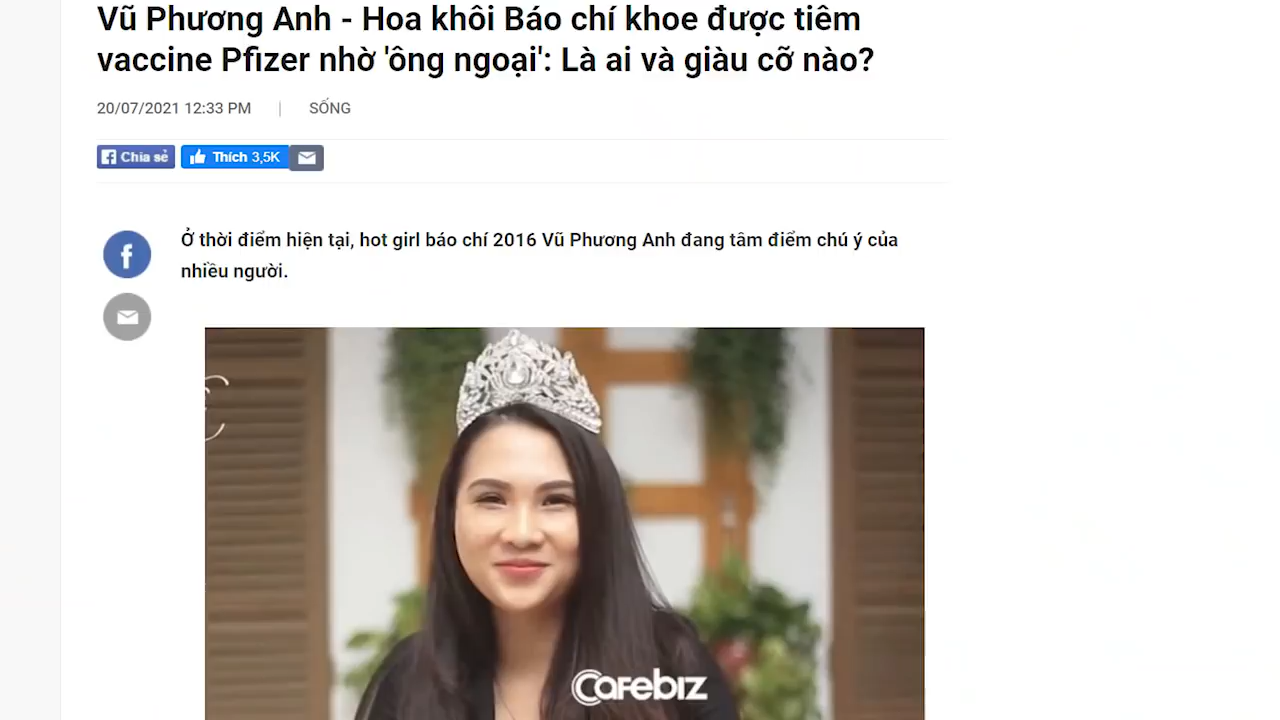 Vũ Phương Anh - Hoa khôi Báo chí khoe được tiêm
vaccine Pfizer nhờ 'ông ngoại': Là ai và giàu cỡ nào?
20/07/2021 12:33 PM | SỐNG
Chia sẻ Thích 3,5K
Ở thời điểm hiện tại, hot girl báo chí 2016 Vũ Phương Anh đang tâm điểm chú ý của
nhiều người.
Cafebiz